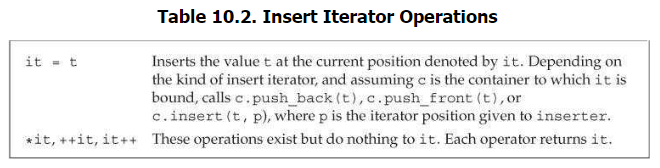 Table 10.2. Insert Iterator Operations
it = t Inserts the value t at the current position denoted by it. Depending on
the kind of insert iterator, and assuming c is the container to which it is
bound, calls c.push_back(t), c.push_front(t), or
c.insert(t, p), where p is the iterator position given to inserter.
*it, ++it, it++ These operations exist but do nothing to it. Each operator returns it.